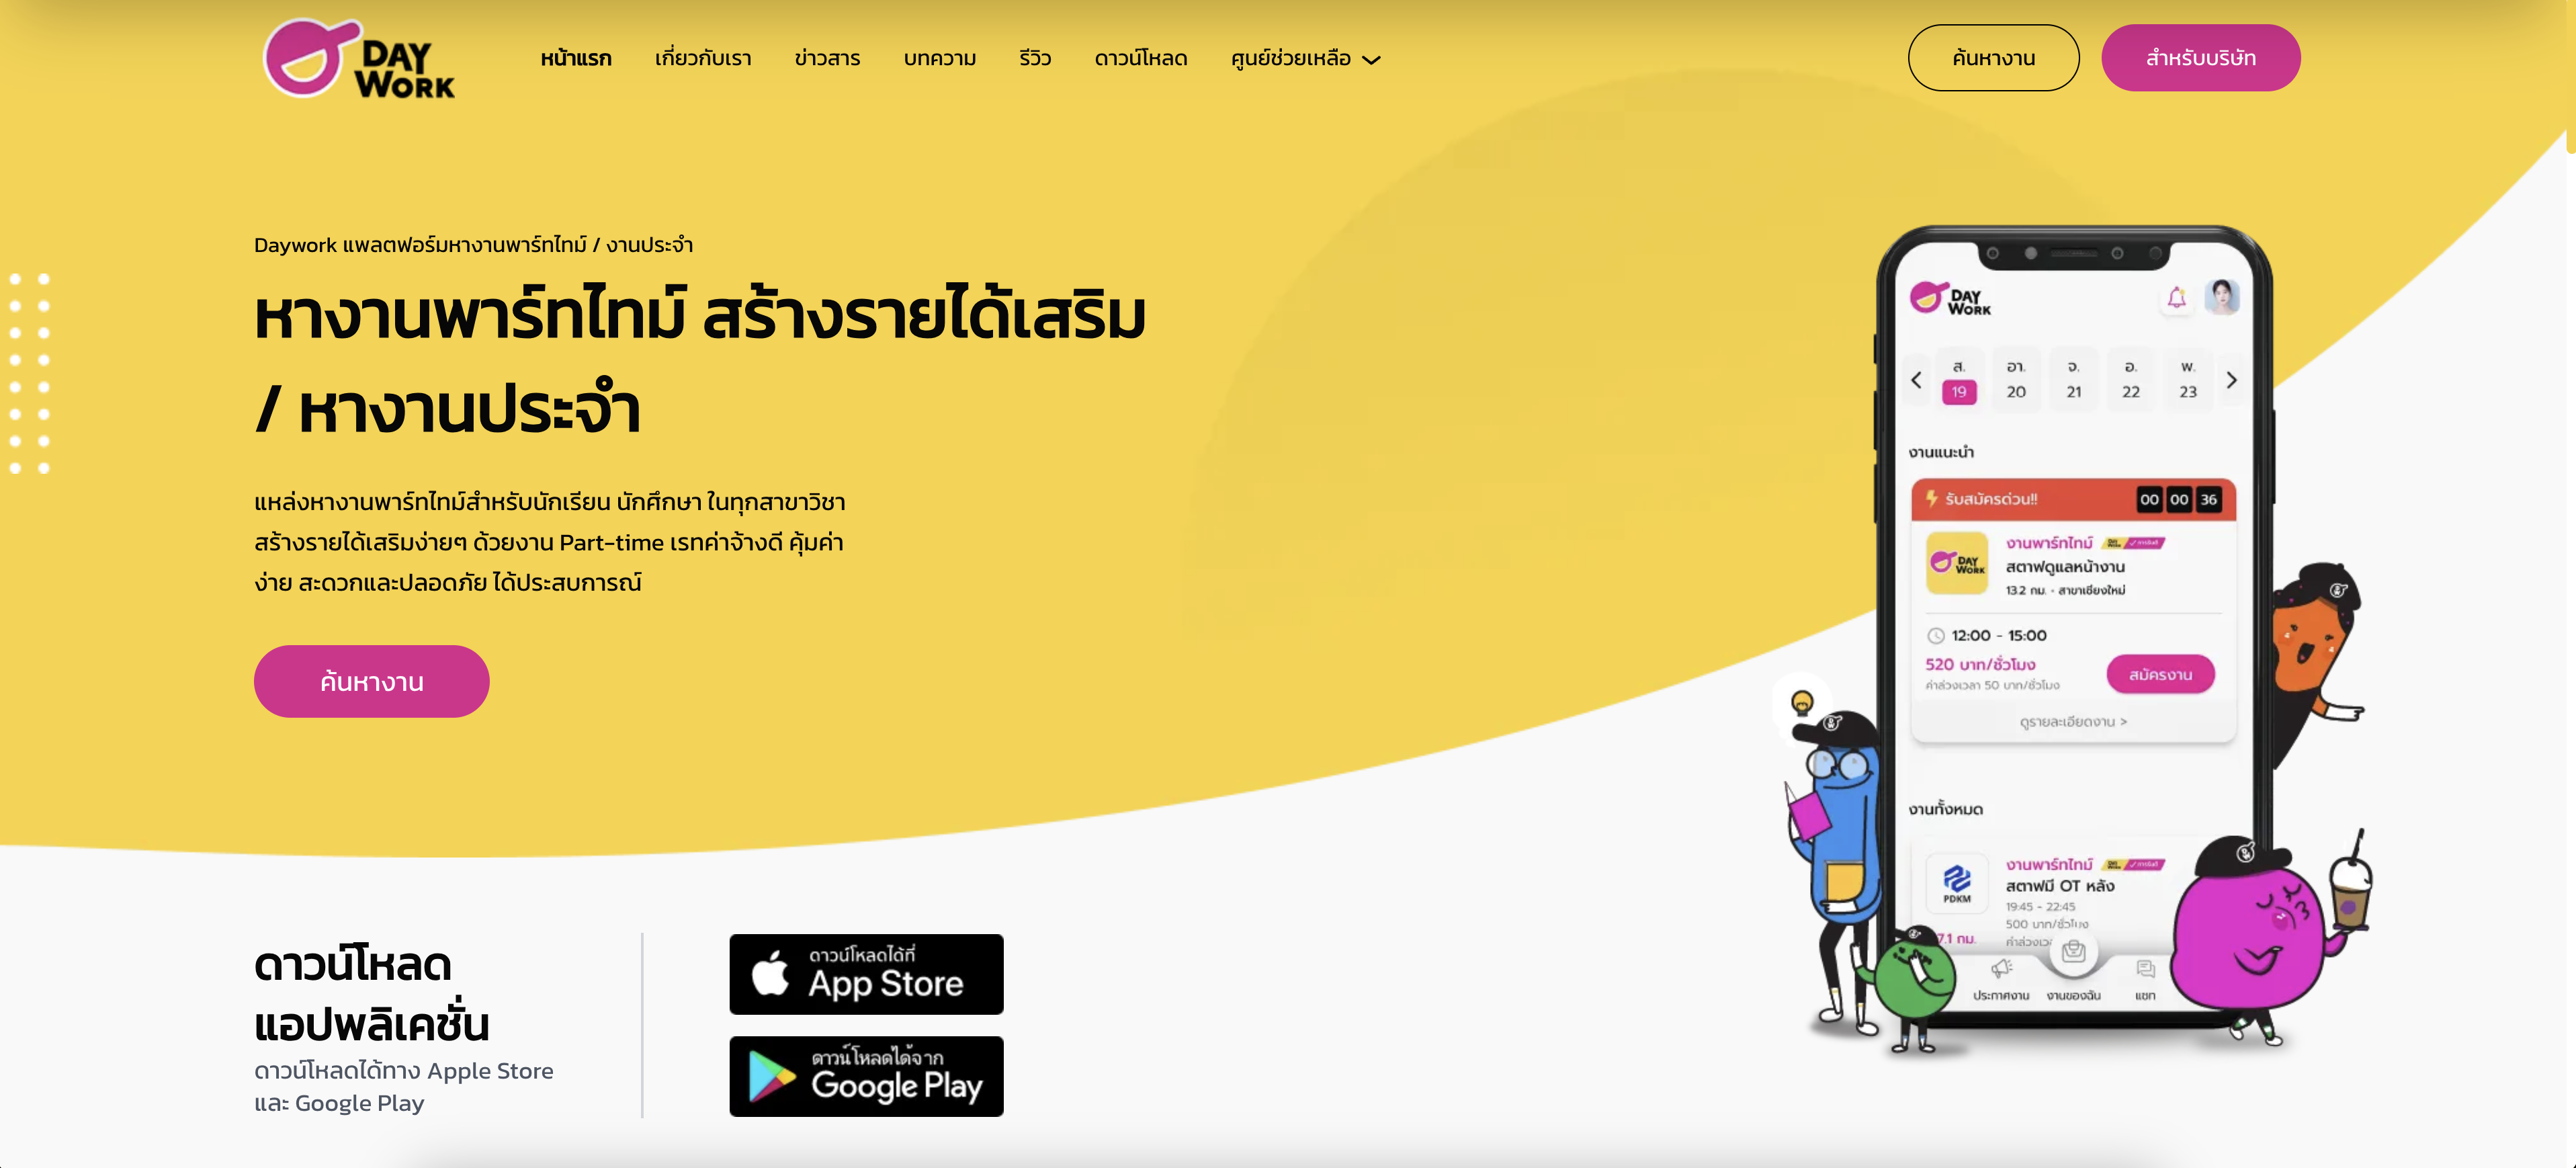 DAY
WORK
หน้าแรก เกี่ยวกับเรา ข่าวสาร บทความ รีวิว ดาวน์โหลด ศูนย์ช่วยเหลือ
ค้นหางาน สำหรับบริษัท
Daywork แพลตฟอร์มหางานพาร์ทไทม์ / งานประจำ
หางานพาร์ทไทม์ สร้างรายได้เสริม
/ หางานประจำ
แหล่งหางานพาร์ทไทม์สำหรับนักเรียน นักศึกษา ในทุกสาขาวิชา
สร้างรายได้เสริมง่ายๆ ด้วยงาน Part-time เรทค่าจ้างดี คุ้มค่า
ง่าย สะดวกและปลอดภัย ได้ประสบการณ์
ค้นหางาน
ดาวน์โหลด
แอปพลิเคชั่น
ดาวน์โหลดได้ทาง Apple Store
และ Google Play
ดาวน์โหลดได้ที่
App Store
ดาวน์โหลดได้จาก
Google Play
DAY
WORK
ส. อา. จ. อ. พ.
19 20 21 22 23
งานแนะนำ
รับสมัครด่วน!! 00 00 36
DAY
WORK
งานพาร์ทไทม์
สตาฟดูแลหน้างาน
13.2 กม. - สาขาเชียงใหม่
12:00 - 15:00
520 บาท/ชั่วโมง
ค่าล่วงเวลา 50 บาท/ชั่วโมง
สมัครงาน
ดูรายละเอียดงาน >
งานทั้งหมด
PDKM
งานพาร์ทไทม์
สตาฟมี OT หลัง
19:45 - 22:45
500 บาท/ชั่วโมง
7.1 กม.
ประกาศงาน งานของฉัน แชท